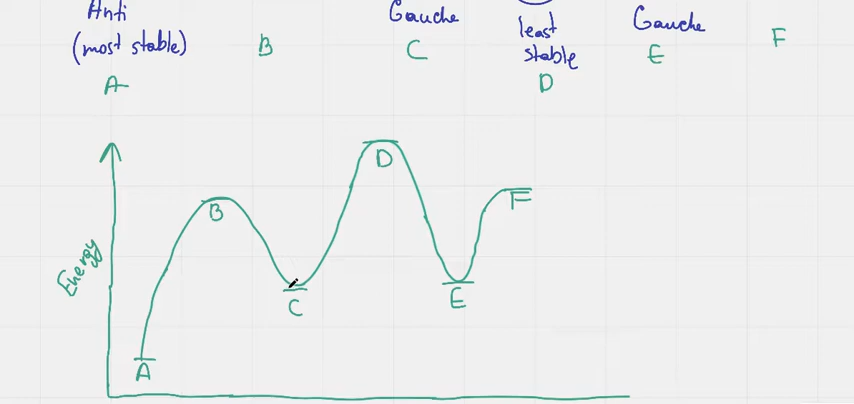 Anti
(most stable)
A
B
Gauche
C
least
stable
D
Gauche
E
F
Energy
A
B
C
D
E
F